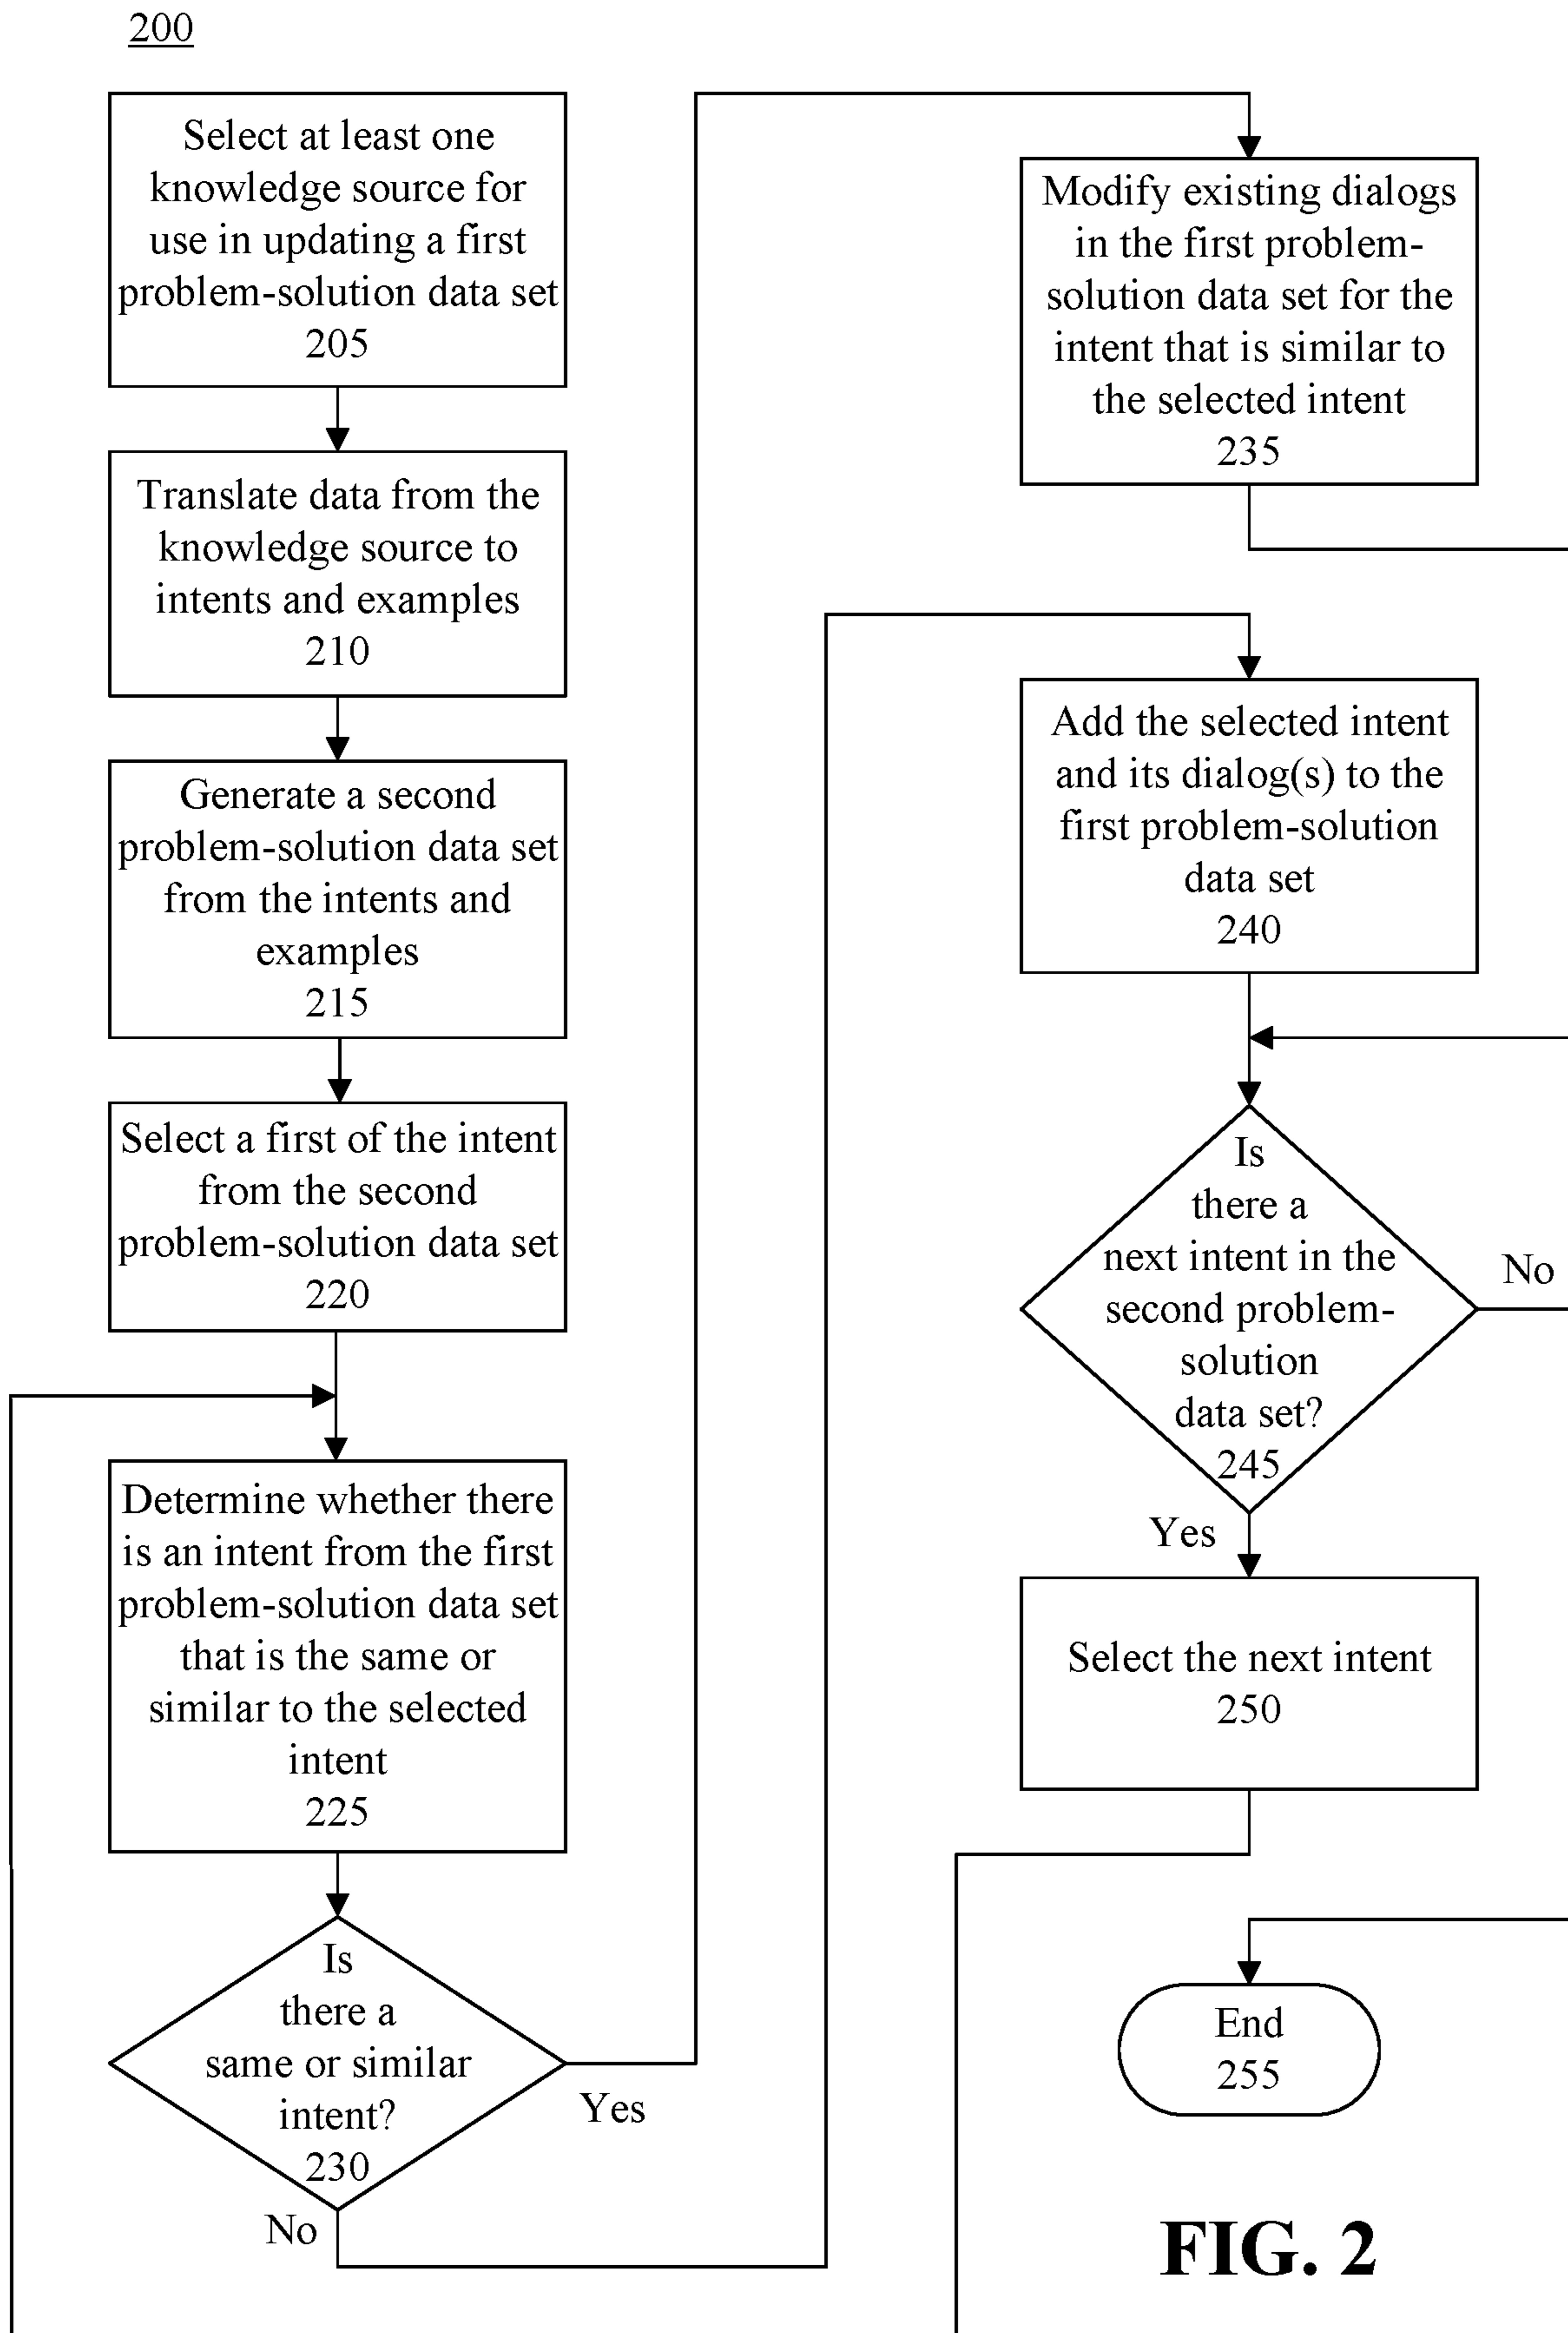 200
Select at least one
knowledge source for
use in updating a first
problem-solution data set
205
Translate data from the
knowledge source to
intents and examples
210
Generate a second
problem-solution data set
from the intents and
examples
215
Select a first of the intent
from the second
problem-solution data set
220
Determine whether there
is an intent from the first
problem-solution data set
that is the same or
similar to the selected
intent
225
Is
there a
same or similar
intent?
230
Yes
No
Modify existing dialogs
in the first problem-
solution data set for the
intent that is similar to
the selected intent
235
Add the selected intent
and its dialog(s) to the
first problem-solution
data set
240
Is
there a
next intent in the
second problem-
solution
data set?
245
No
Yes
Select the next intent
250
End
255
FIG. 2